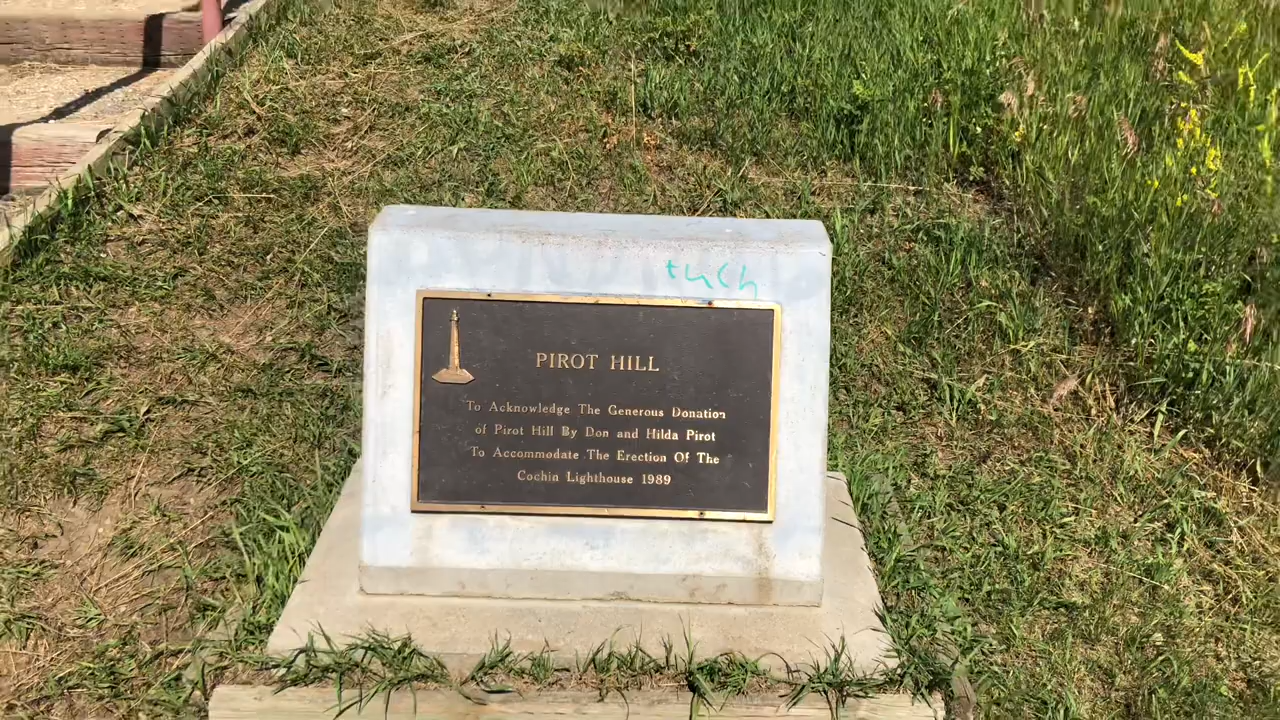 PIROT HILL
To Acknowledge The Generous Donation
of Pirot Hill By Don and Hilda Pirot
To Accommodate The Erection Of The
Cochin Lighthouse 1989